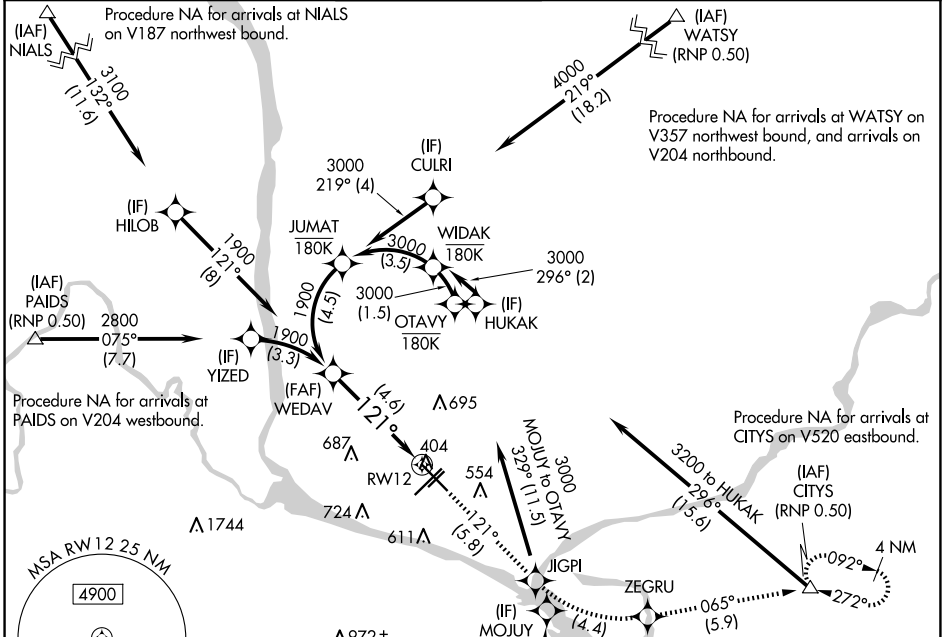 Procedure NA for arrivals at NIALS
on V187 northwest bound.
(IAF)
NIALS
3100
132°
(11.6)
(IAF)
WATSY
(RNP 0.50)
4000
219°
(18.2)
Procedure NA for arrivals at WATSY on
V357 northwest bound, and arrivals on
V204 northbound.
(IF)
CULRI
3000
219° (4)
(IF)
HILOB
JUMAT
180K
WIDAK
180K
3000
(3.5)
3000
296° (2)
1900
121°
(8)
1900
(4.5)
3000
(1.5)
OTAVY
180K
(IF)
HUKAK
(IAF)
PAIDS
(RNP 0.50)
2800
075°
(7.7)
(IF)
YIZED
1900
(3.3)
(FAF)
WEDAV
(4.6)
121°
Procedure NA for arrivals at
PAIDS on V204 westbound.
695
687
404
RW12
554
724
611
1744
MOJUY to OTAVY
3000
329° (11.5)
Procedure NA for arrivals at
CITYS on V520 eastbound.
3200 to HUKAK
296°
(15.6)
(IAF)
CITYS
(RNP 0.50)
4 NM
092°
272°
121°
(5.8)
JIGPI
ZEGRU
065°
(5.9)
(IF)
MOJUY
(4.4)
MSA RW12 25 NM
4900
972±